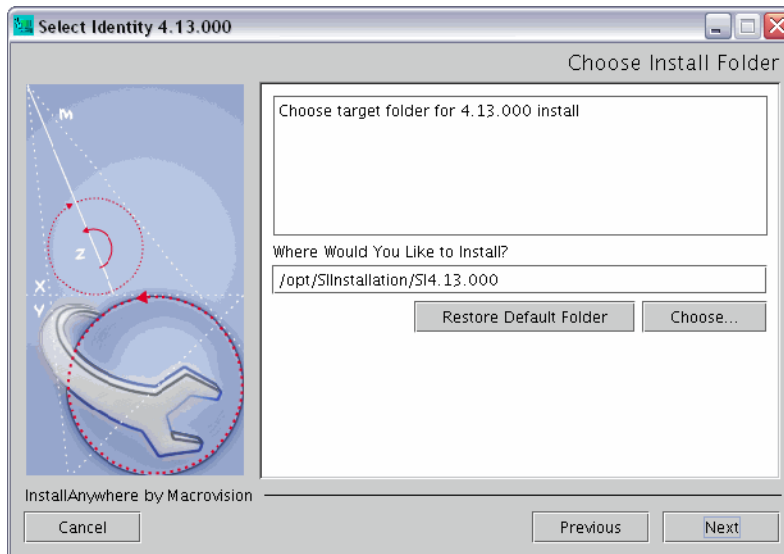 Select Identity 4.13.000
Choose Install Folder
M
Z
X
Y
Choose target folder for 4.13.000 install
Where Would You Like to Install?
/opt/SIInstallation/SI4.13.000
Restore Default Folder
Choose...
InstallAnywhere by Macrovision
Cancel
Previous
Next